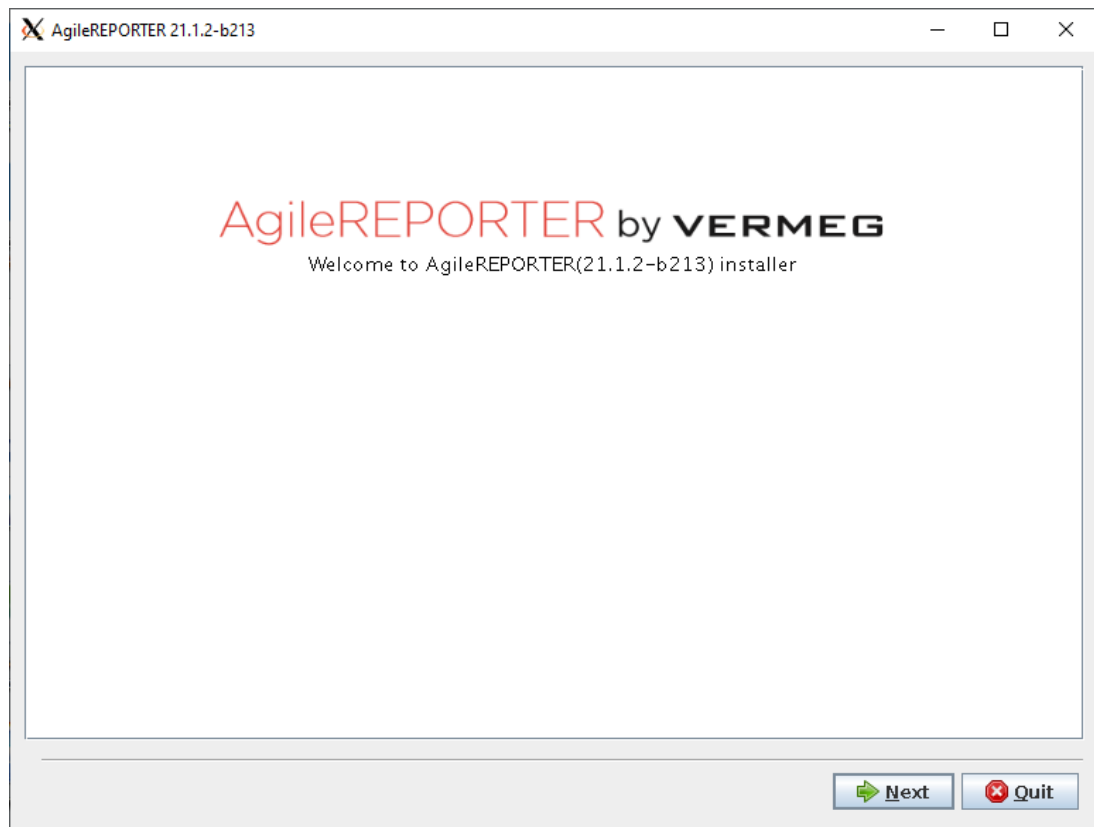 AgileREPORTER 21.1.2-b213
AgileREPORTER by VERMEG
Welcome to AgileREPORTER(21.1.2-b213) installer
Next
Quit